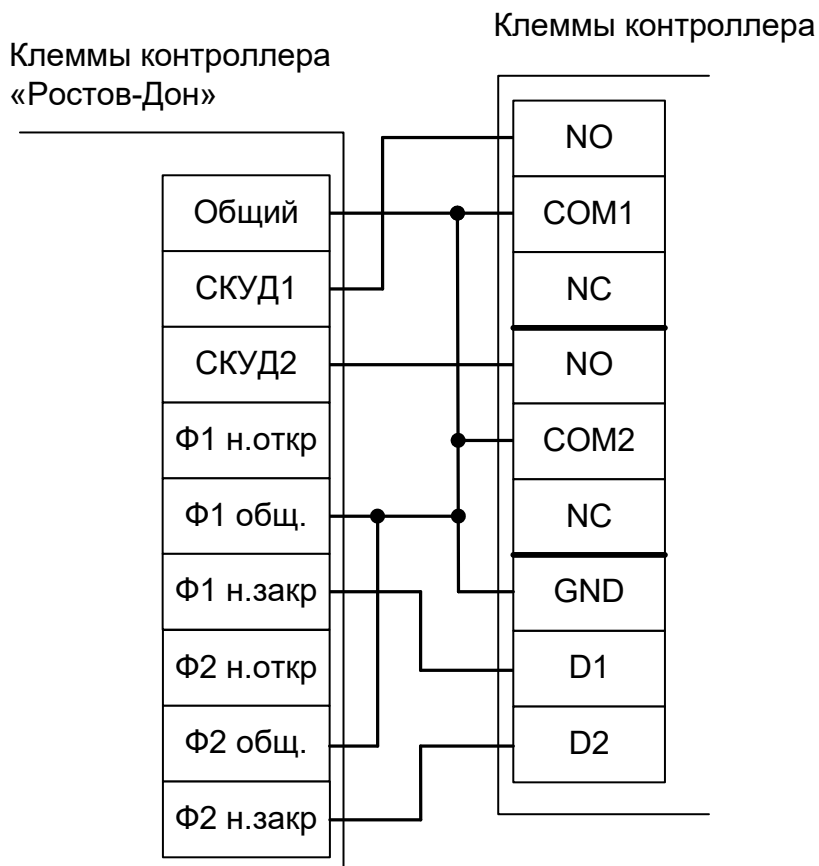 Клеммы контроллера
«Ростов-Дон»
Общий
СКУД1
СКУД2
Ф1 н.откр
Ф1 общ.
Ф1 н.закр
Ф2 н.откр
Ф2 общ.
Ф2 н.закр
Клеммы контроллера
NO
COM1
NC
NO
COM2
NC
GND
D1
D2